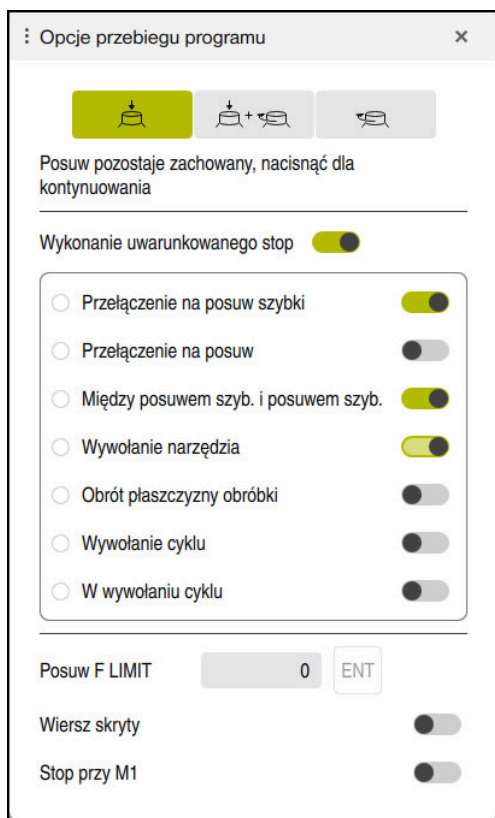 Opcje przebiegu programu
Posuw pozostaje zachowany, nacisnąć dla
kontynuowania
Wykonanie uwarunkowanego stop
Przełączenie na posuw szybki
Przełączenie na posuw
Między posuwem szyb. i posuwem szyb.
Wywołanie narzędzia
Obrót płaszczyzny obróbki
Wywołanie cyklu
W wywołaniu cyklu
Posuw F LIMIT 0 ENT
Wiersz skryty
Stop przy M1